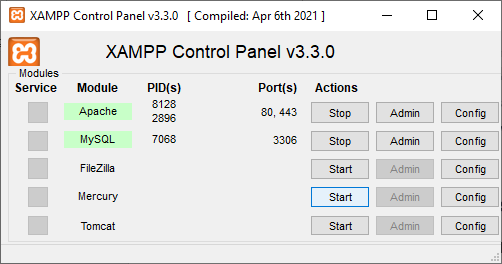 XAMPP Control Panel v3.3.0 [ Compiled: Apr 6th 2021 ]
XAMPP Control Panel v3.3.0
Modules
Service Module PID(s) Port(s) Actions
Apache 8128 2896 80, 443 Stop Admin Config
MySQL 7068 3306 Stop Admin Config
FileZilla Start Admin Config
Mercury Start Admin Config
Tomcat Start Admin Config